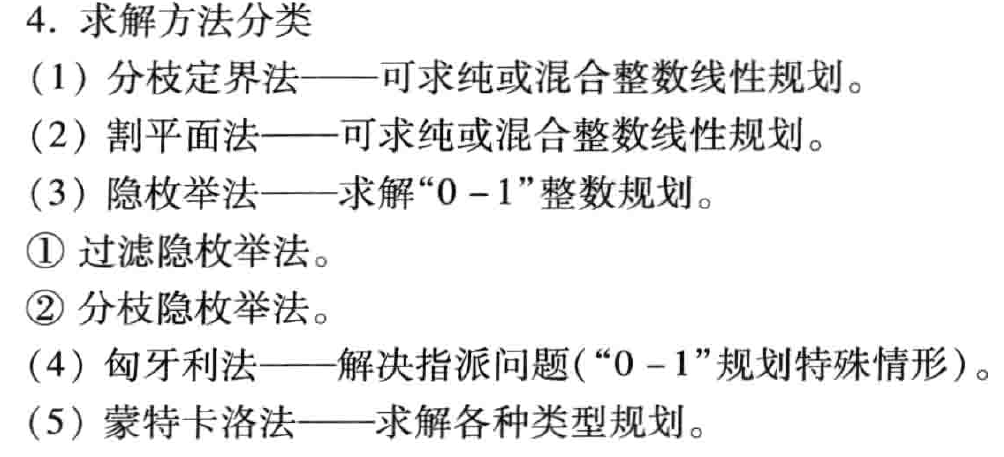 4. 求解方法分类
(1) 分枝定界法——可求纯或混合整数线性规划。
(2) 割平面法——可求纯或混合整数线性规划。
(3) 隐枚举法——求解“0-1”整数规划。
① 过滤隐枚举法。
② 分枝隐枚举法。
(4) 匈牙利法——解决指派问题(“0-1”规划特殊情形)。
(5) 蒙特卡洛法——求解各种类型规划。